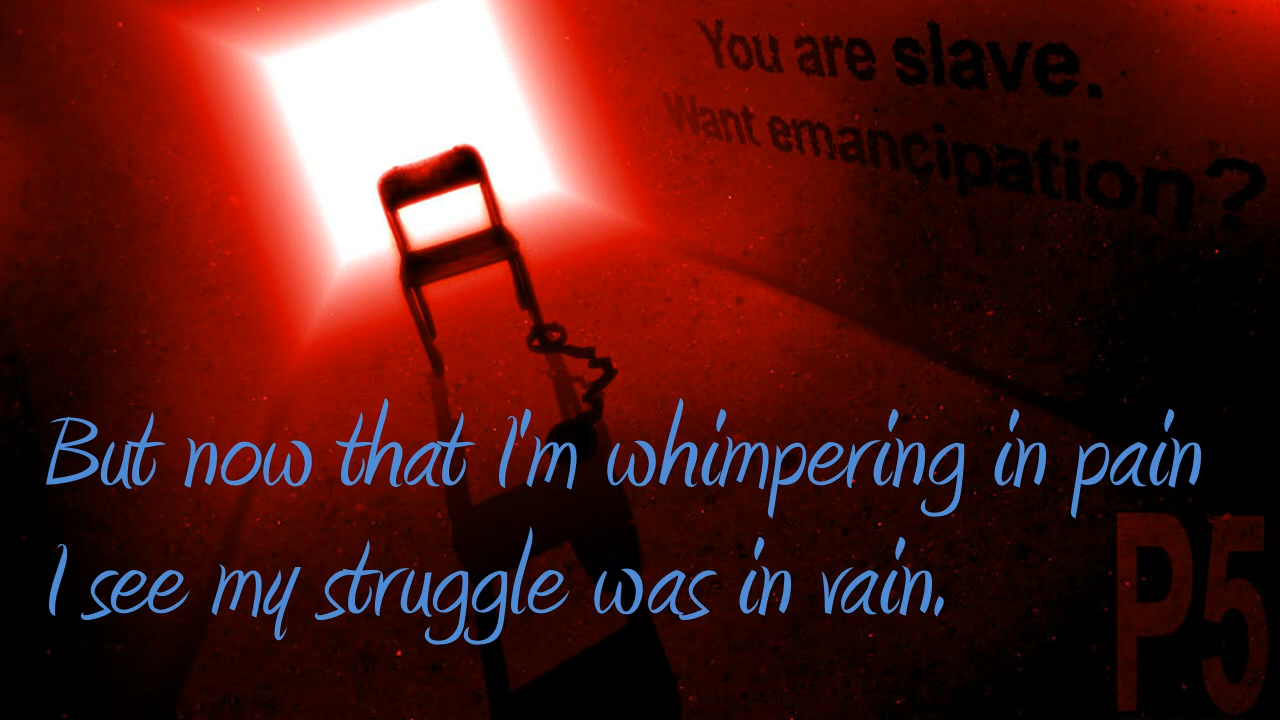 You are slave.
Want emancipation?
But now that I'm whimpering in pain
I see my struggle was in vain.
P5